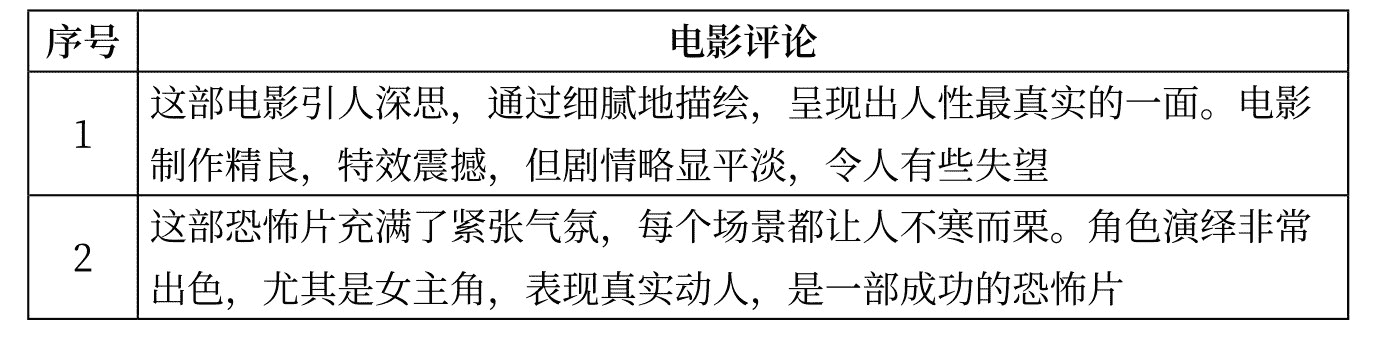 序号 电影评论
1 这部电影引人深思，通过细腻地描绘，呈现出人性最真实的一面。电影
制作精良，特效震撼，但剧情略显平淡，令人有些失望
2 这部恐怖片充满了紧张气氛，每个场景都让人不寒而栗。角色演绎非常
出色，尤其是女主角，表现真实动人，是一部成功的恐怖片